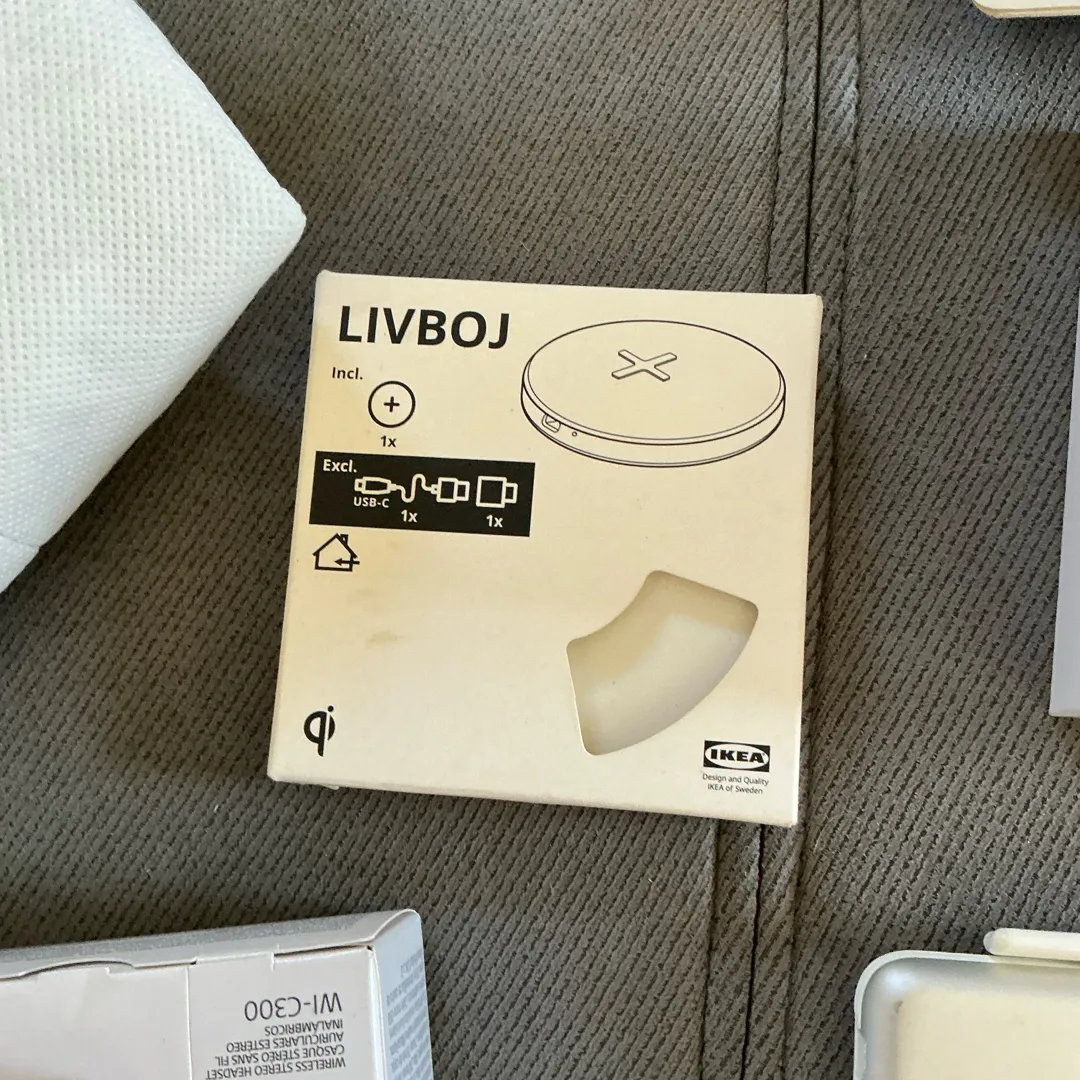 LIVBOJ
Incl.
1x
Excl.
USB-C
1x
1x
qi
IKEA
Design and Quality
IKEA of Sweden
WI-C300
WIRELESS STEREO HEADSET
CASQUE STÉRÉO SANS FIL
AURICULARES ESTÉREO
INALÁMBRICOS